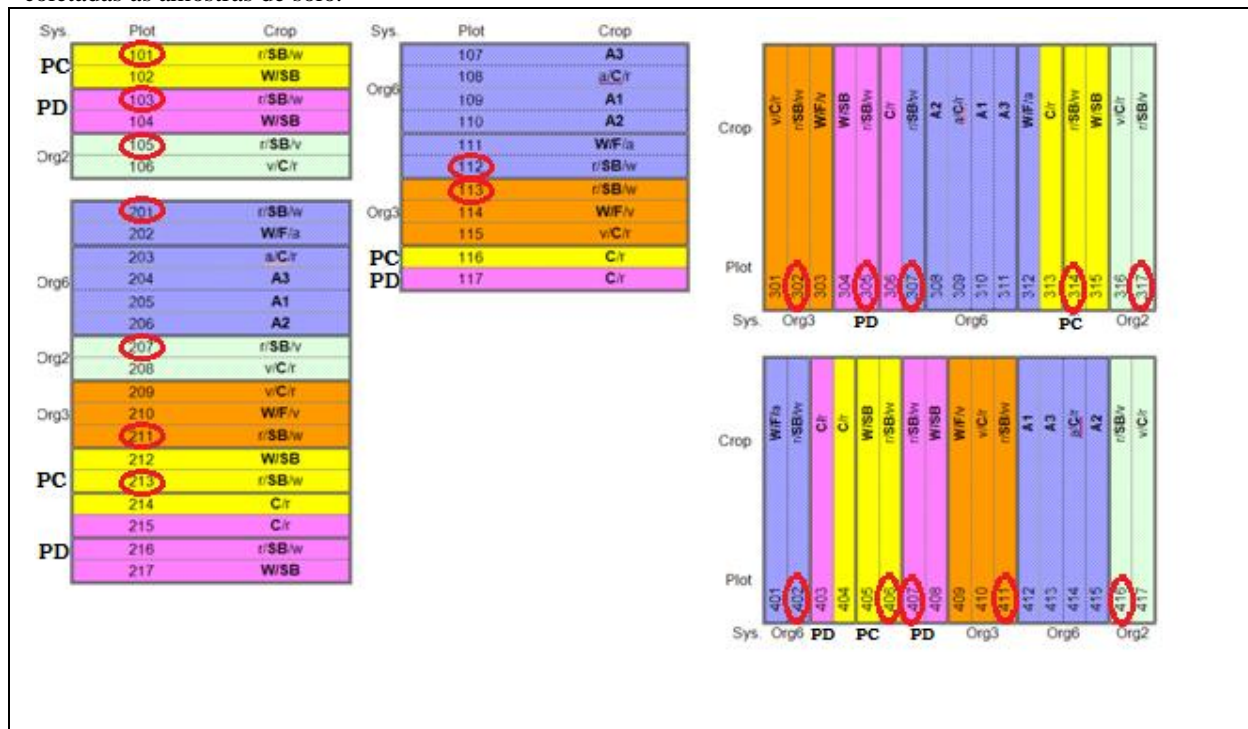 coletadas as amostras de solo.
Sys. Plot Crop
PC
101 r/SB/w
102 W/SB
PD
103 r/SB/w
104 W/SB
Org2
105 r/SB/v
106 v/C/r
201 r/SB/w
202 W/F/a
Org6
203 a/C/r
204 A3
205 A1
206 A2
Org2
207 r/SB/v
208 v/C/r
Org3
209 v/C/r
210 W/F/v
211 r/SB/w
PC
212 W/SB
213 r/SB/w
214 C/r
PD
215 C/r
216 r/SB/w
217 W/SB
Sys. Plot Crop
Org6
107 A3
108 a/C/r
109 A1
110 A2
111 W/F/a
112 r/SB/w
Org3
113 r/SB/w
114 W/F/v
115 v/C/r
PC 116 C/r
PD 117 C/r
Crop v/C/r r/SB/w W/F/v W/SB r/SB/w C/r r/SB/w A2 a/C/r A1 A3 W/F/a C/r r/SB/w W/SB v/C/r r/SB/v
Plot 301 302 303 304 305 306 307 308 309 310 311 312 313 314 315 316 317
Sys. Org3 PD Org6 PC Org2
Crop W/F/a r/SB/w C/r C/r W/SB r/SB/w r/SB/w W/SB W/F/v v/C/r r/SB/w A1 A3 a/C/r A2 r/SB/v v/C/r
Plot 401 402 403 404 405 406 407 408 409 410 411 412 413 414 415 416 417
Sys. Org6 PD PC PD Org3 Org6 Org2